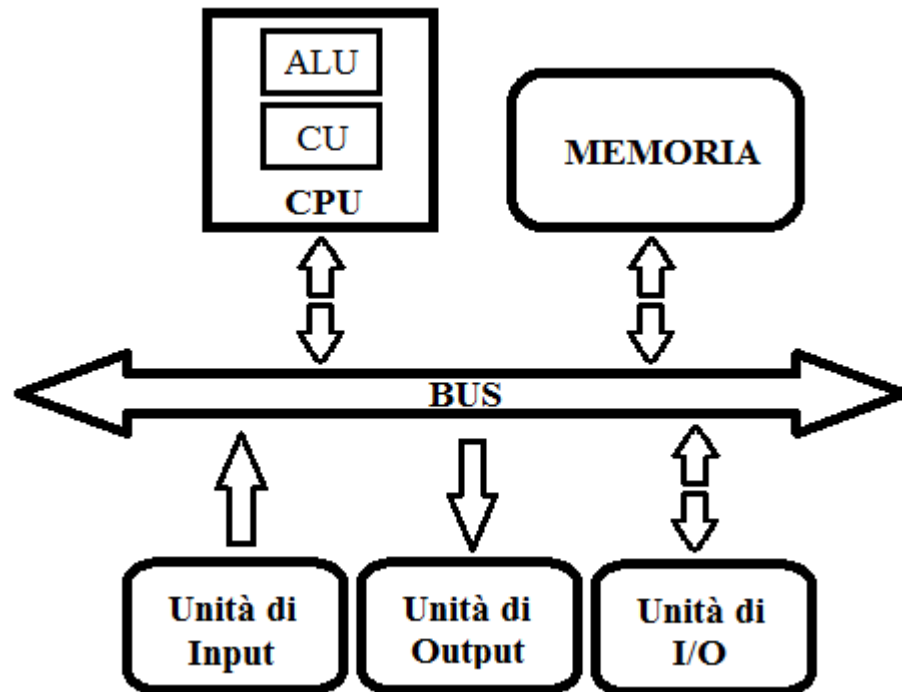 ALU
CU
CPU
MEMORIA
BUS
Unità di
Input
Unità di
Output
Unità di
I/O